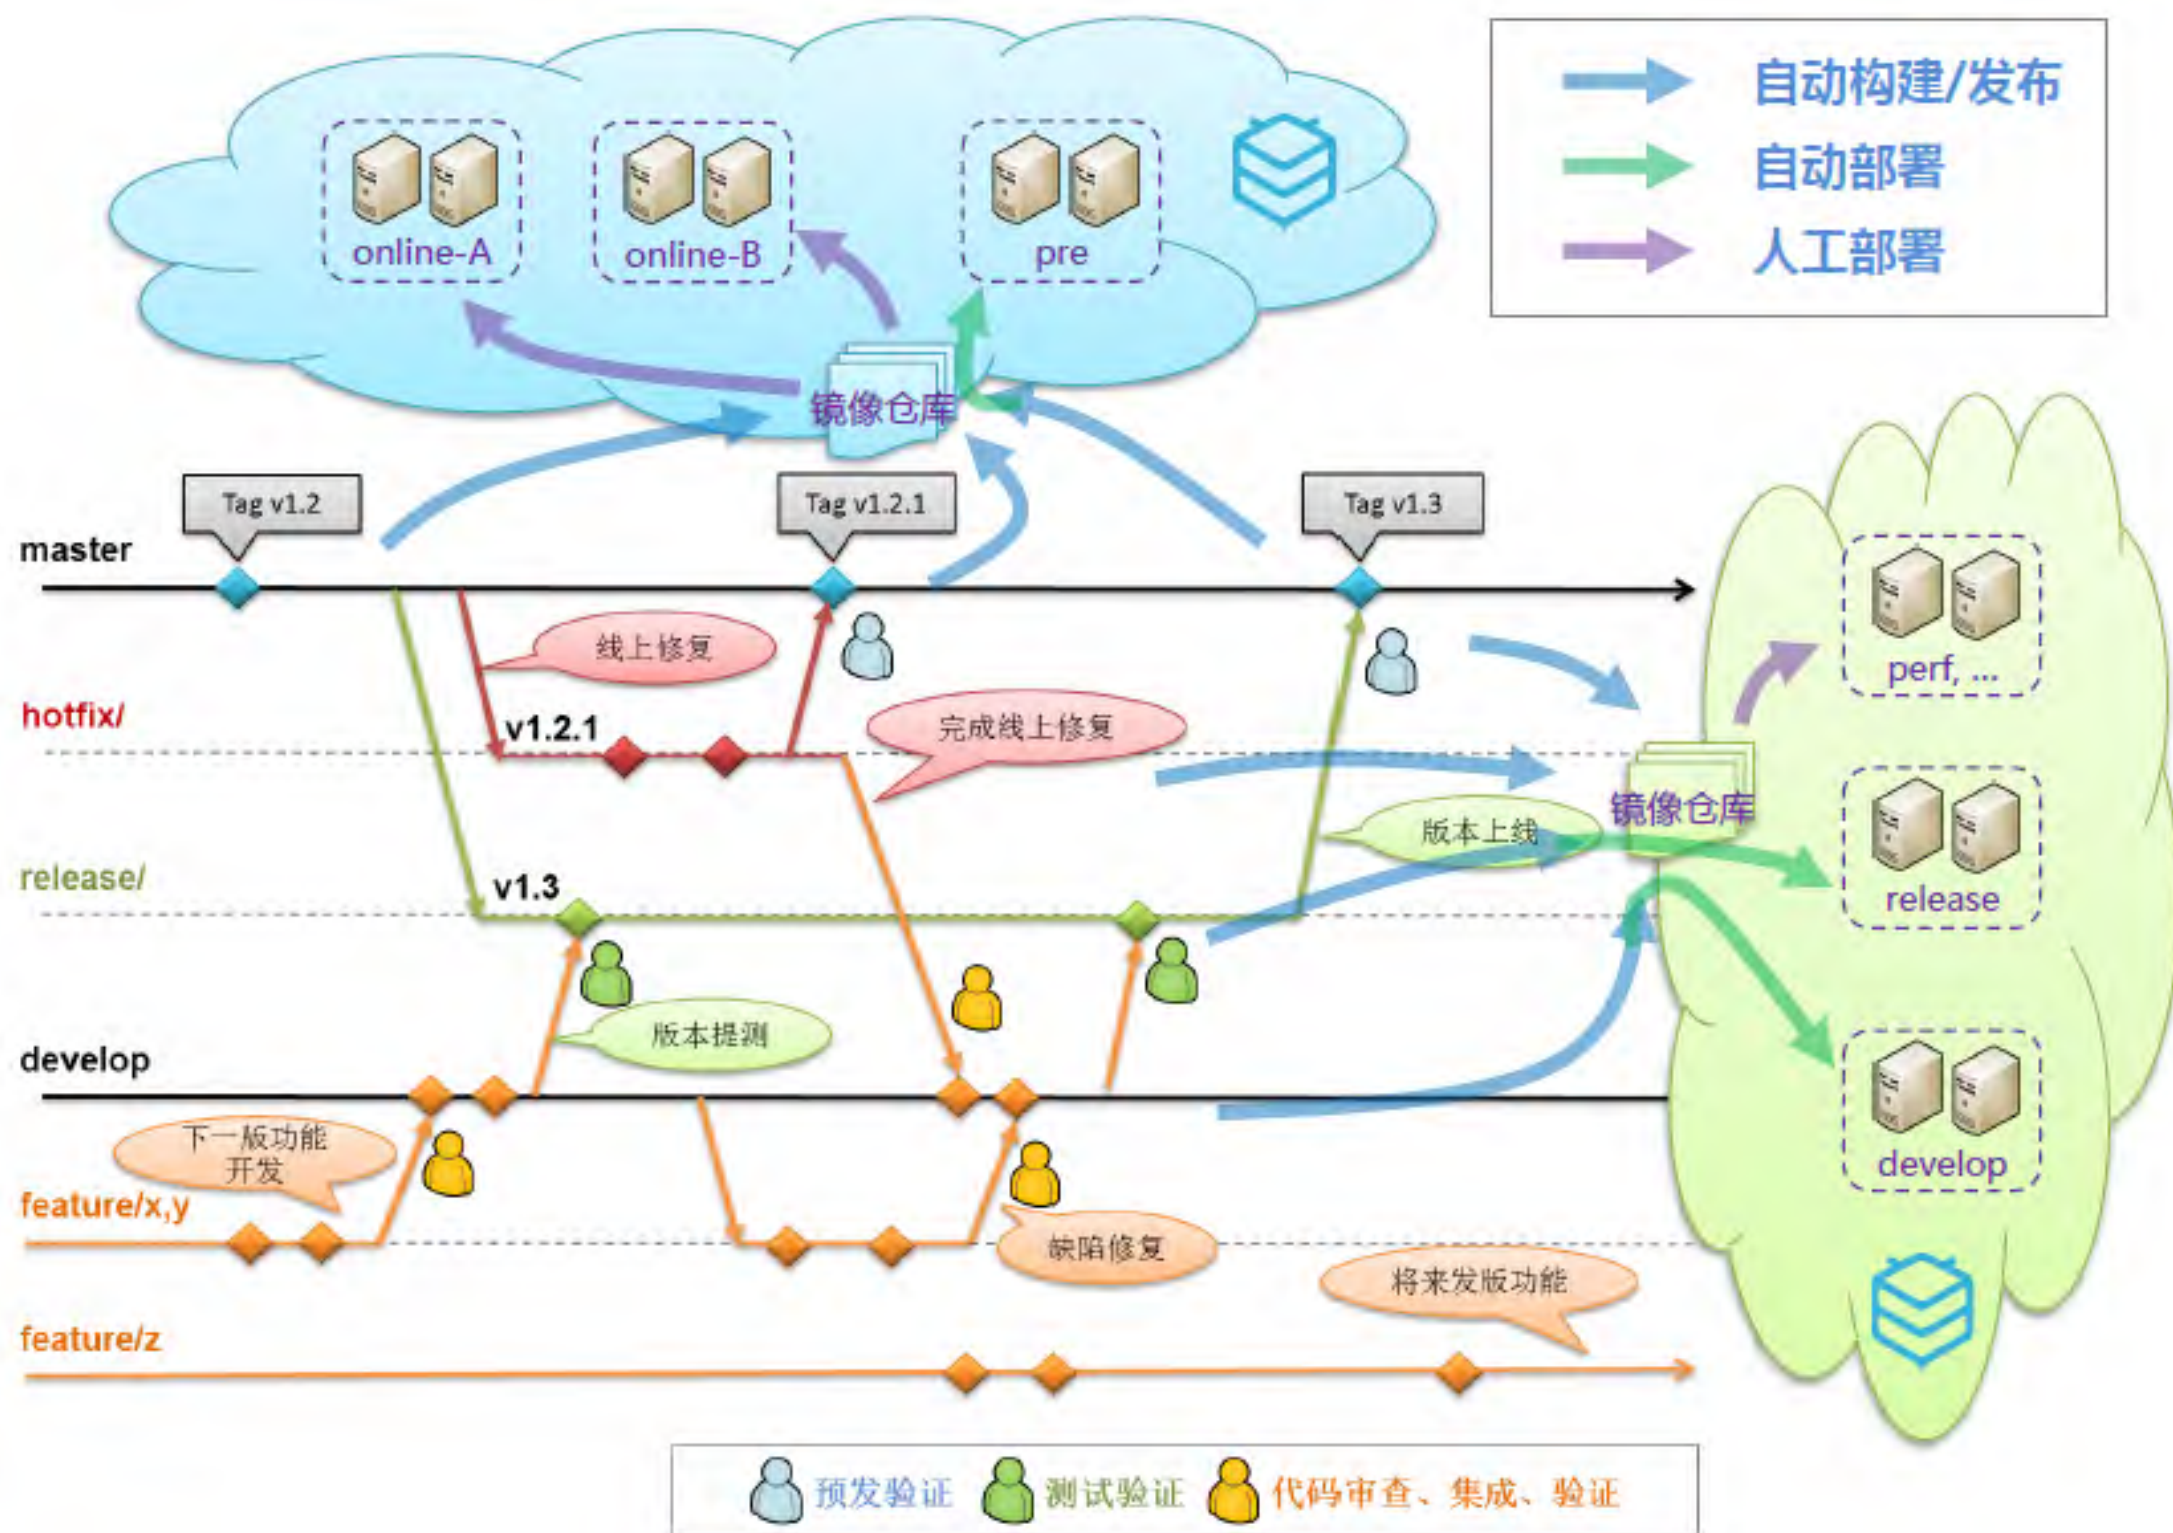 自动构建/发布
自动部署
人工部署
online-A
online-B
pre
镜像仓库
Tag v1.2
Tag v1.2.1
Tag v1.3
master
线上修复
perf, ...
hotfix/
v1.2.1
完成线上修复
镜像仓库
版本上线
release/
v1.3
release
版本提测
develop
下一版功能
开发
develop
feature/x,y
缺陷修复
将来发版功能
feature/z
预发验证
测试验证
代码审查、集成、验证